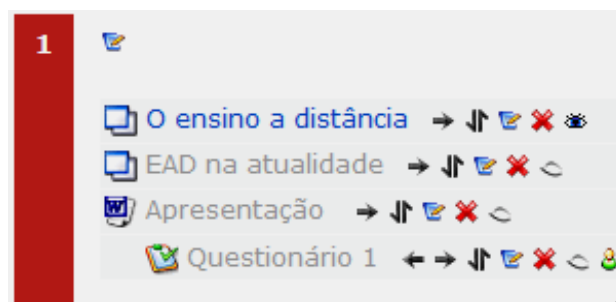 1
O ensino a distância
EAD na atualidade
Apresentação
Questionário 1